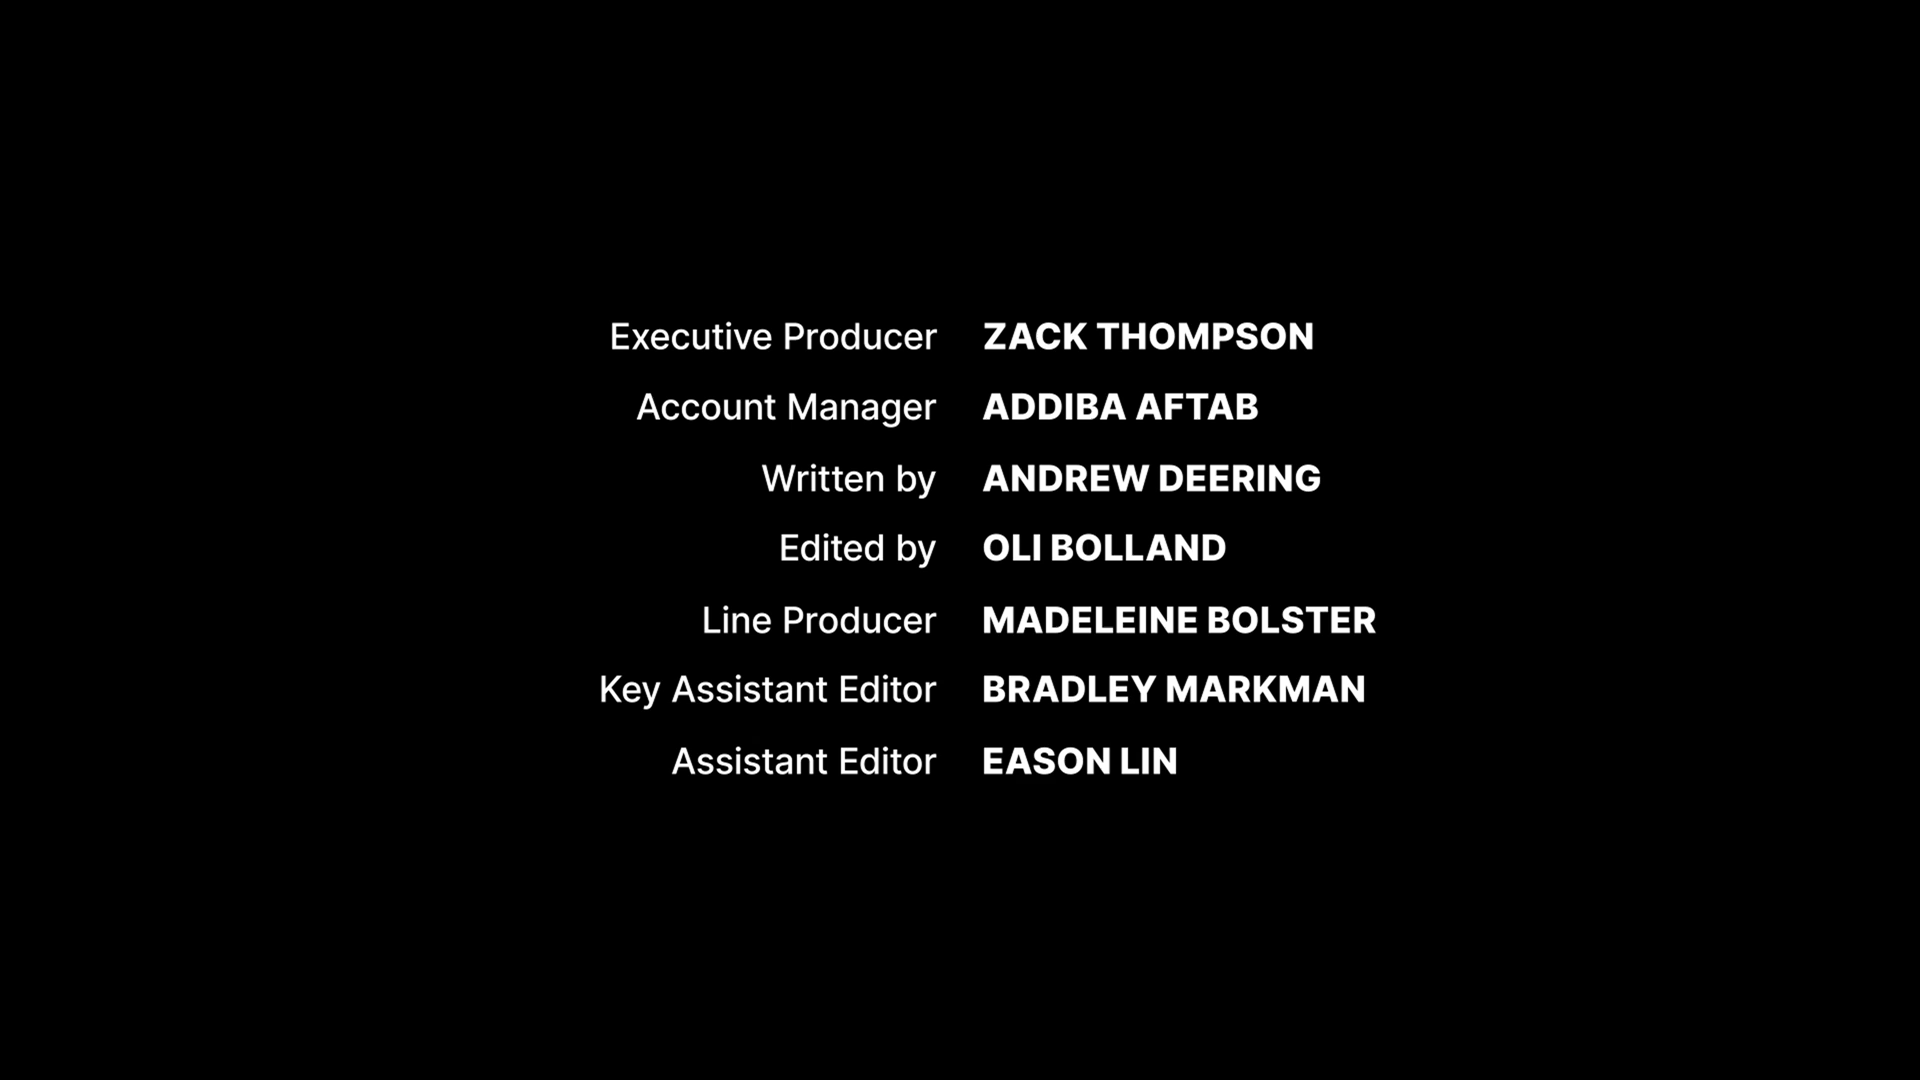 Executive Producer ZACK THOMPSON
Account Manager ADDIBA AFTAB
Written by ANDREW DEERING
Edited by OLI BOLLAND
Line Producer MADELEINE BOLSTER
Key Assistant Editor BRADLEY MARKMAN
Assistant Editor EASON LIN